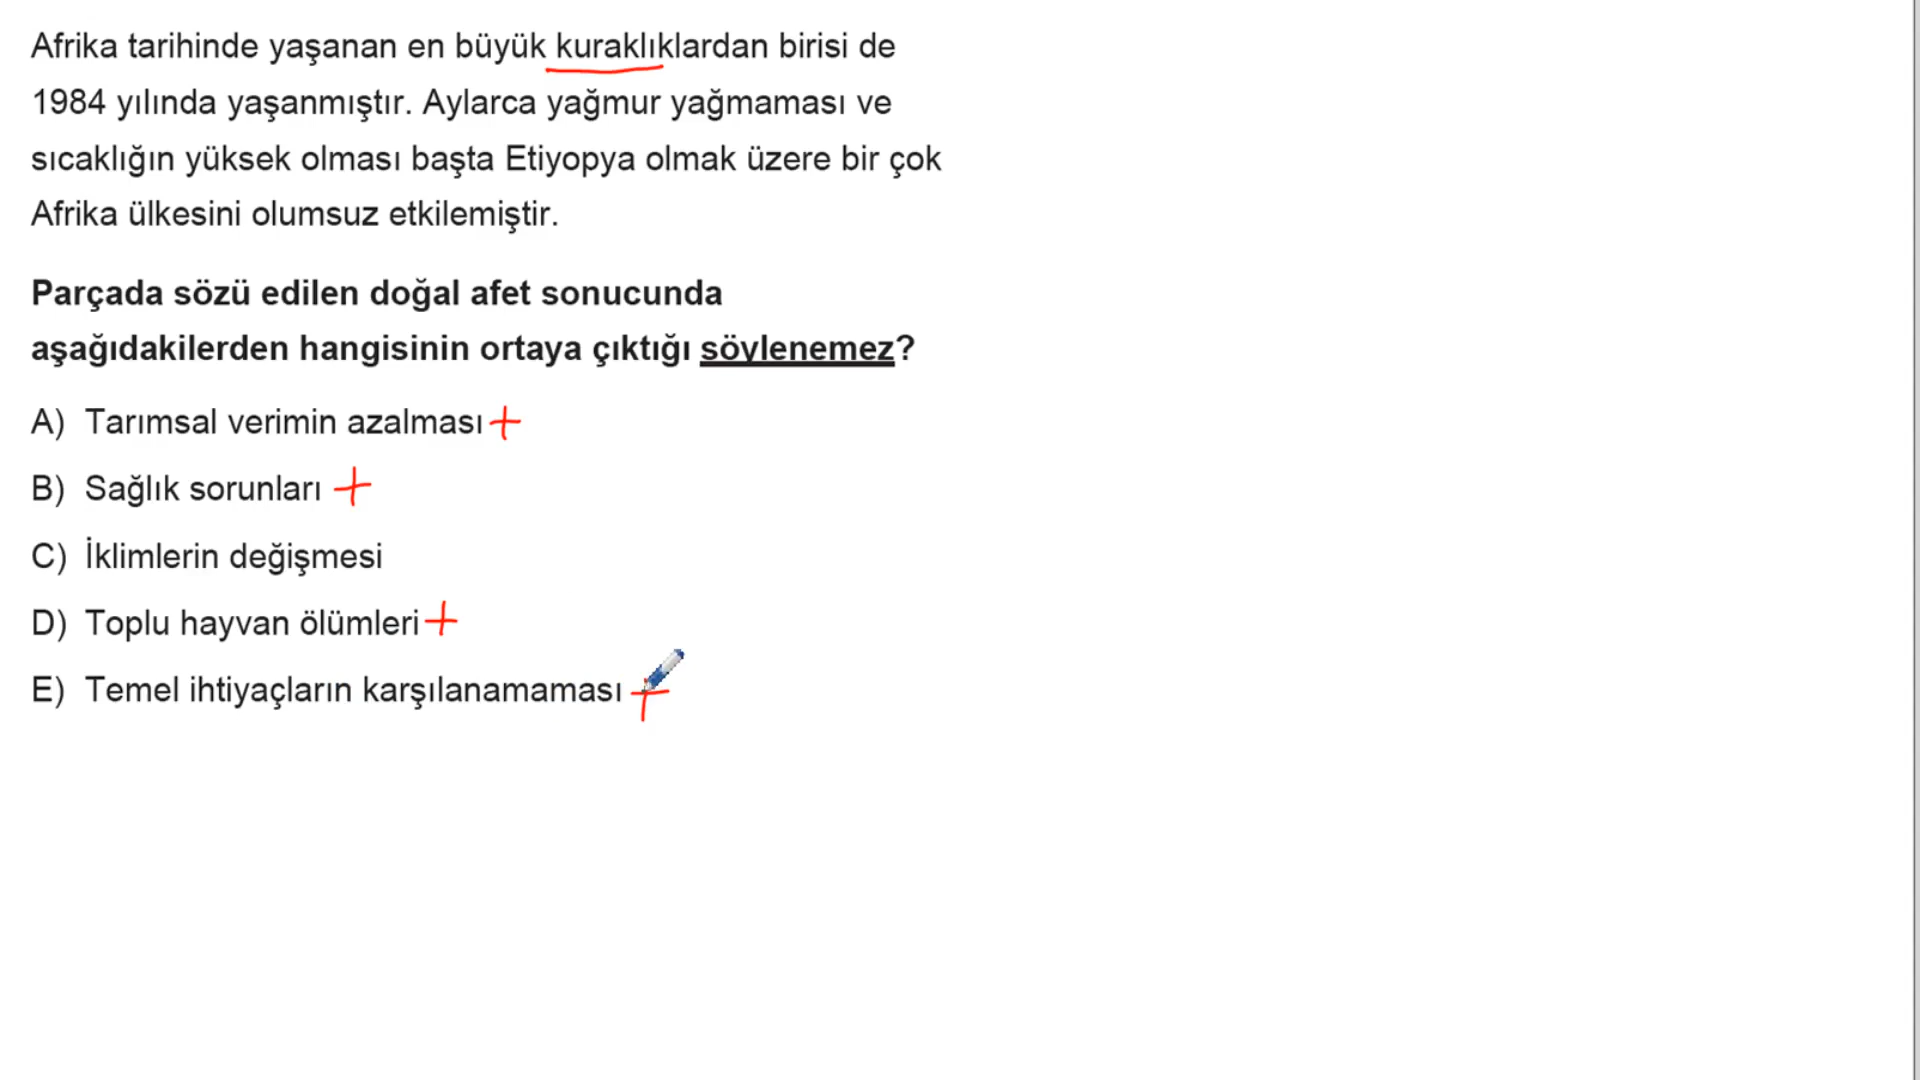 Afrika tarihinde yaşanan en büyük kuraklıklardan birisi de
1984 yılında yaşanmıştır. Aylarca yağmur yağmaması ve
sıcaklığın yüksek olması başta Etiyopya olmak üzere bir çok
Afrika ülkesini olumsuz etkilemiştir.
Parçada sözü edilen doğal afet sonucunda
aşağıdakilerden hangisinin ortaya çıktığı söylenemez?
A) Tarımsal verimin azalması +
B) Sağlık sorunları +
C) İklimlerin değişmesi
D) Toplu hayvan ölümleri +
E) Temel ihtiyaçların karşılanamaması +